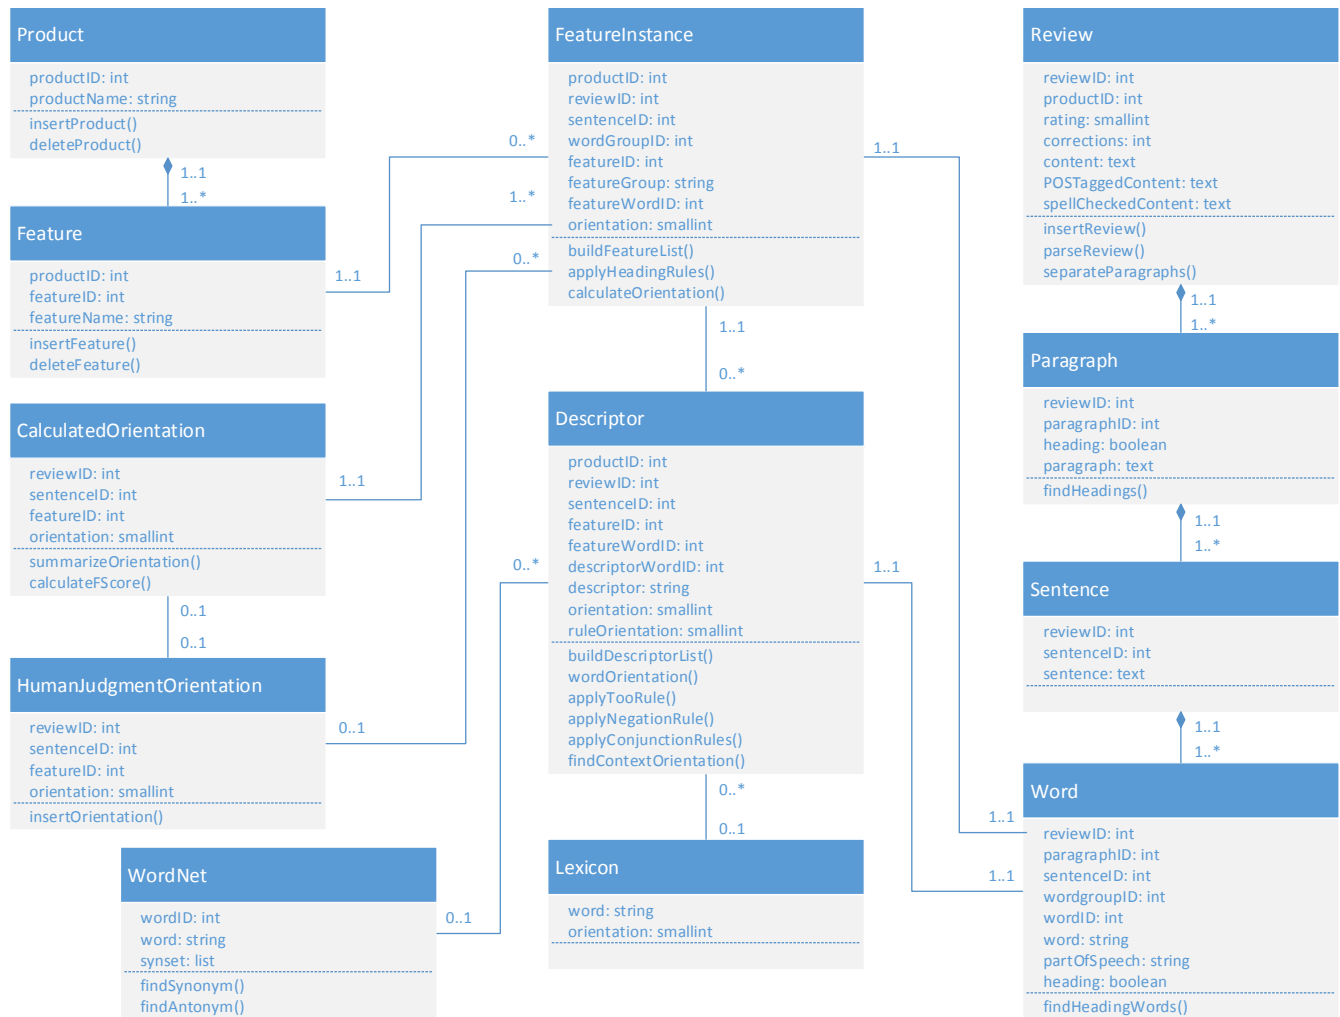 Product
productID: int
productName: string
insertProduct()
deleteProduct()
1..1
1..*
Feature
productID: int
featureID: int
featureName: string
insertFeature()
deleteFeature()
1..1
0..*
CalculatedOrientation
reviewID: int
sentenceID: int
featureID: int
orientation: smallint
summarizeOrientation()
calculateFScore()
1..1
1..*
0..1
0..1
HumanJudgmentOrientation
reviewID: int
sentenceID: int
featureID: int
orientation: smallint
insertOrientation()
0..1
0..*
WordNet
wordID: int
word: string
synset: list
findSynonym()
findAntonym()
0..1
0..*
FeatureInstance
productID: int
reviewID: int
sentenceID: int
wordGroupID: int
featureID: int
featureGroup: string
featureWordID: int
orientation: smallint
buildFeatureList()
applyHeadingRules()
calculateOrientation()
1..1
0..*
Descriptor
productID: int
reviewID: int
sentenceID: int
featureID: int
featureWordID: int
descriptorWordID: int
descriptor: string
orientation: smallint
ruleOrientation: smallint
buildDescriptorList()
wordOrientation()
applyTooRule()
applyNegationRule()
applyConjunctionRules()
findContextOrientation()
0..*
0..1
Lexicon
word: string
orientation: smallint
1..1
1..1
1..1
1..1
Review
reviewID: int
productID: int
rating: smallint
corrections: int
content: text
POSTaggedContent: text
spellCheckedContent: text
insertReview()
parseReview()
separateParagraphs()
1..1
1..*
Paragraph
reviewID: int
paragraphID: int
heading: boolean
paragraph: text
findHeadings()
1..1
1..*
Sentence
reviewID: int
sentenceID: int
sentence: text
1..1
1..*
Word
reviewID: int
paragraphID: int
sentenceID: int
wordgroupID: int
wordID: int
word: string
partOfSpeech: string
heading: boolean
findHeadingWords()